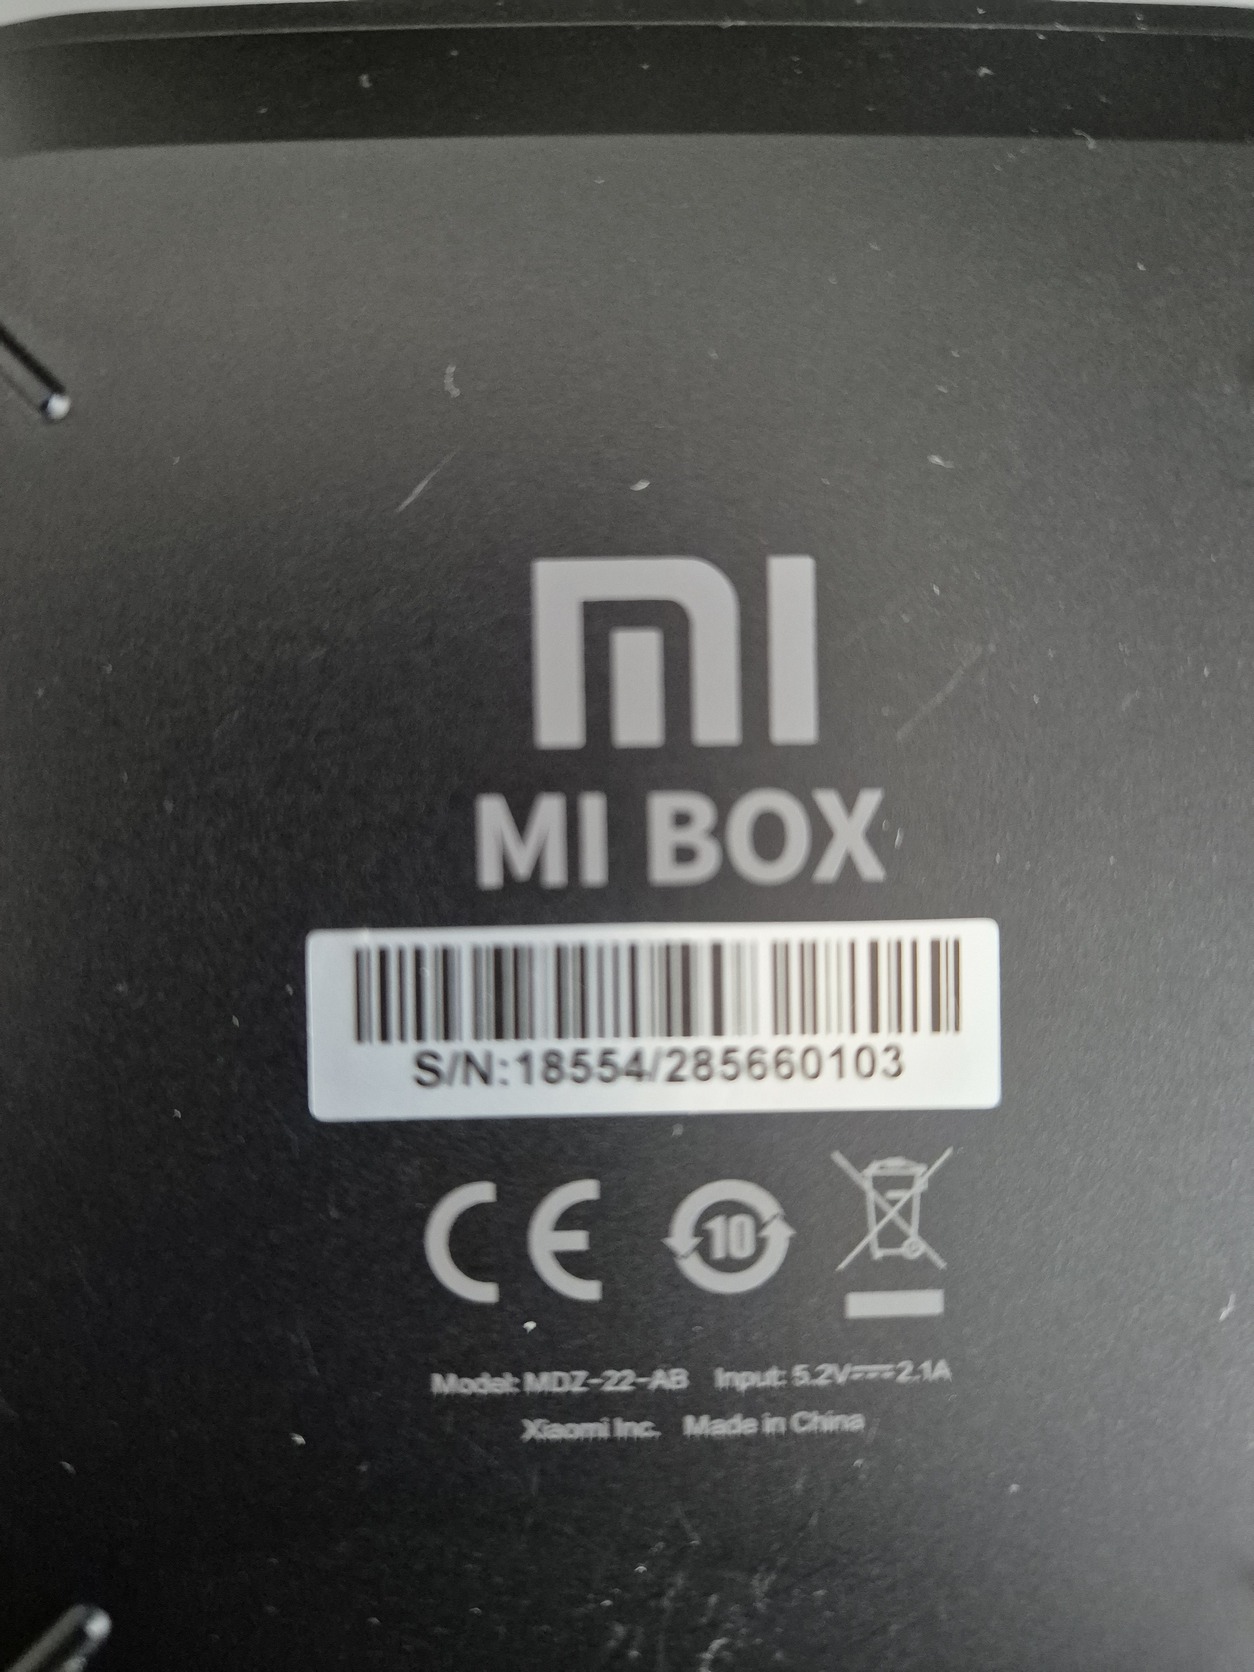 MI
MI BOX
S/N:18554/285660103
CE 10
Model: MDZ-22-AB Input: 5.2V⎓2.1A
Xiaomi Inc. Made in China